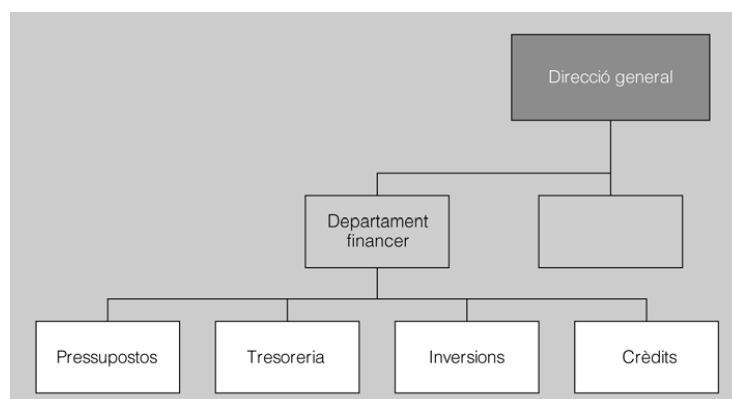 Direcció general
Departament
financer
Pressupostos
Tresoreria
Inversions
Crèdits